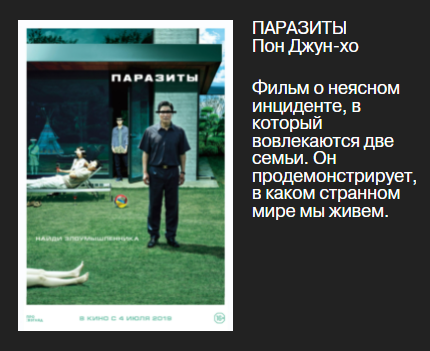 ПАРАЗИТЫ
Пон Джун-хо
Фильм о неясном
инциденте, в
который
вовлекаются две
семьи. Он
продемонстрирует,
в каком странном
мире мы живем.
ПАРАЗИТЫ
НАЙДИ ЗЛОУМЫШЛЕННИКА
В КИНО С 4 ИЮЛЯ 2019
18+